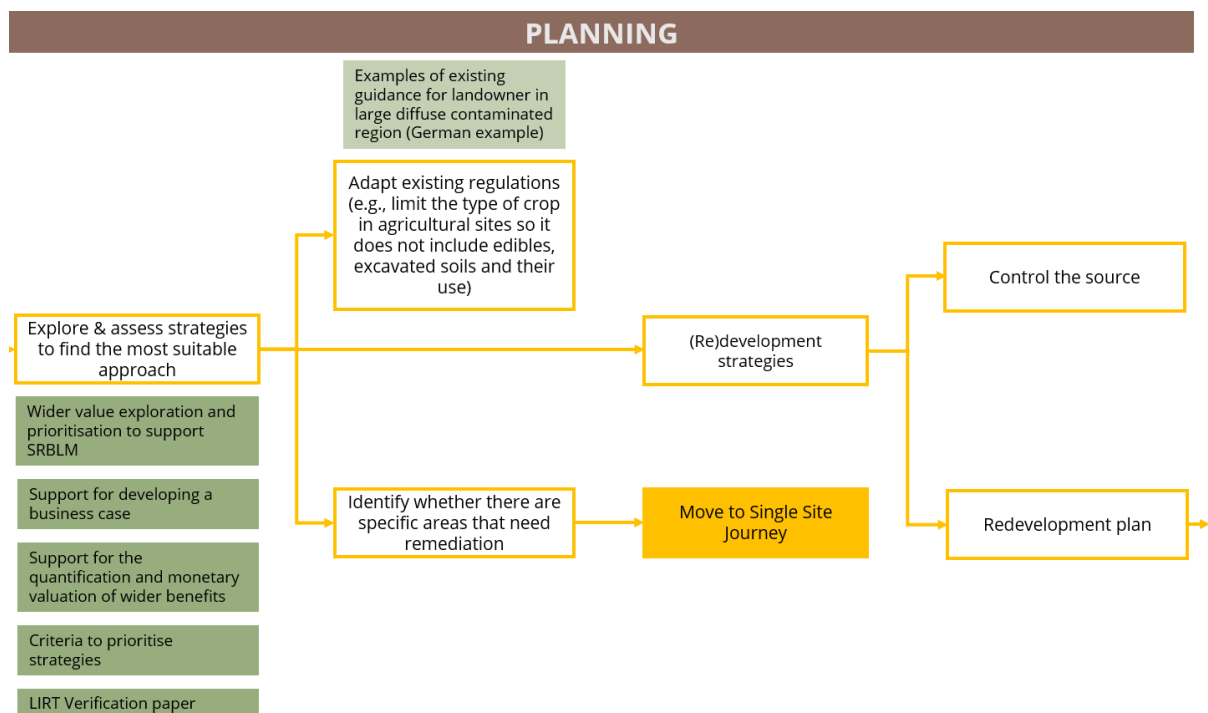 PLANNING
Examples of existing
guidance for landowner in
large diffuse contaminated
region (German example)
Adapt existing regulations
(e.g., limit the type of crop
in agricultural sites so it
does not include edibles,
excavated soils and their
use)
Control the source
Explore & assess strategies
to find the most suitable
approach
(Re)development
strategies
Wider value exploration and
prioritisation to support
SRBLM
Support for developing a
business case
Identify whether there are
specific areas that need
remediation
Move to Single Site
Journey
Redevelopment plan
Support for the
quantification and monetary
valuation of wider benefits
Criteria to prioritise
strategies
LIRT Verification paper